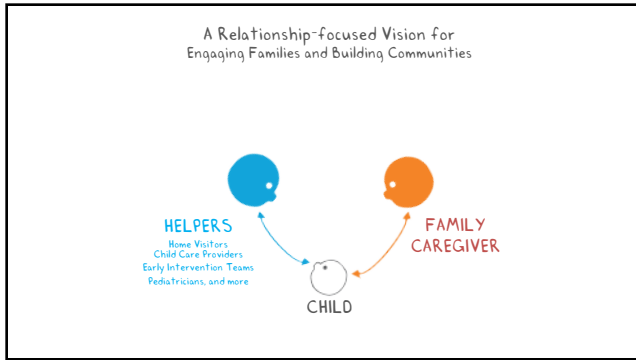 A Relationship-focused Vision for
Engaging Families and Building Communities
HELPERS
Home Visitors
Child Care Providers
Early Intervention Teams
Pediatricians, and more
FAMILY
CAREGIVER
CHILD